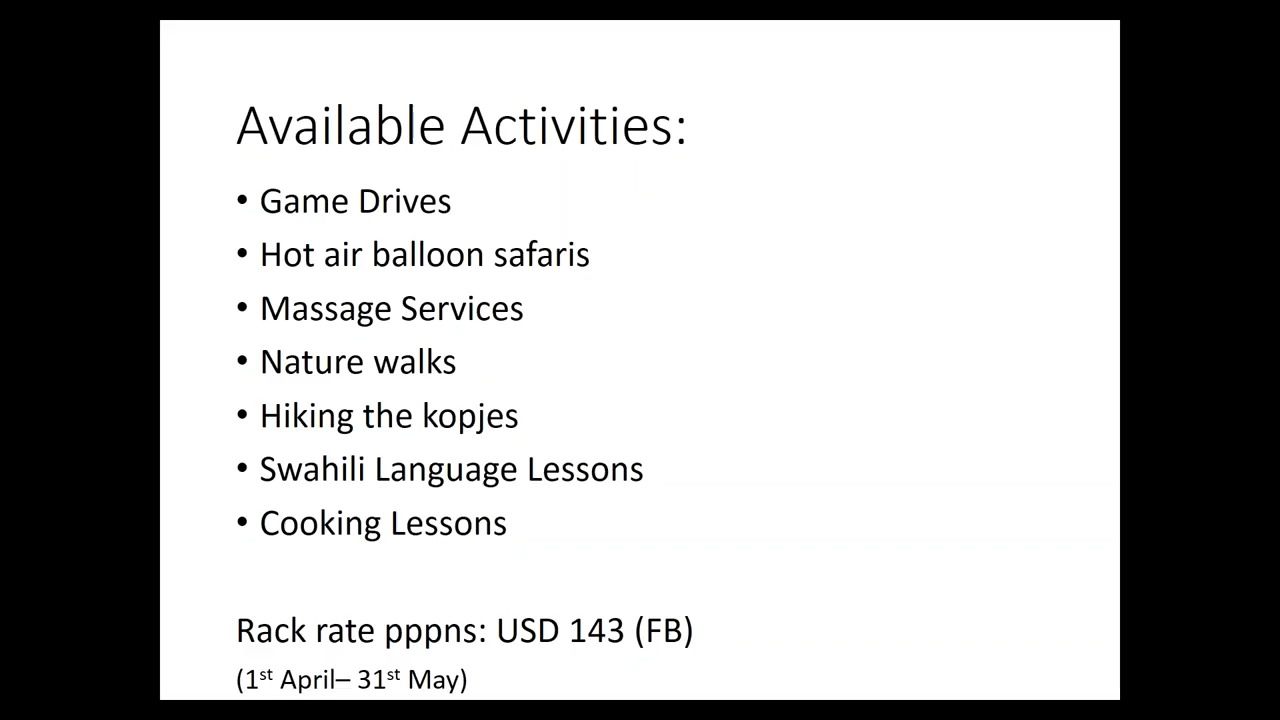 Available Activities:
• Game Drives
• Hot air balloon safaris
• Massage Services
• Nature walks
• Hiking the kopjes
• Swahili Language Lessons
• Cooking Lessons
Rack rate pppns: USD 143 (FB)
(1st April– 31st May)